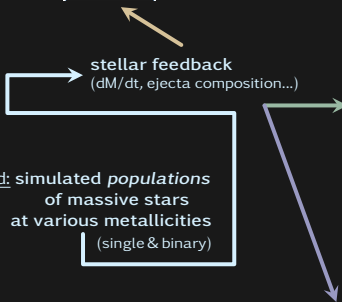 stellar feedback
(dM/dt, ejecta composition...)
simulated populations
of massive stars
at various metallicities
(single & binary)